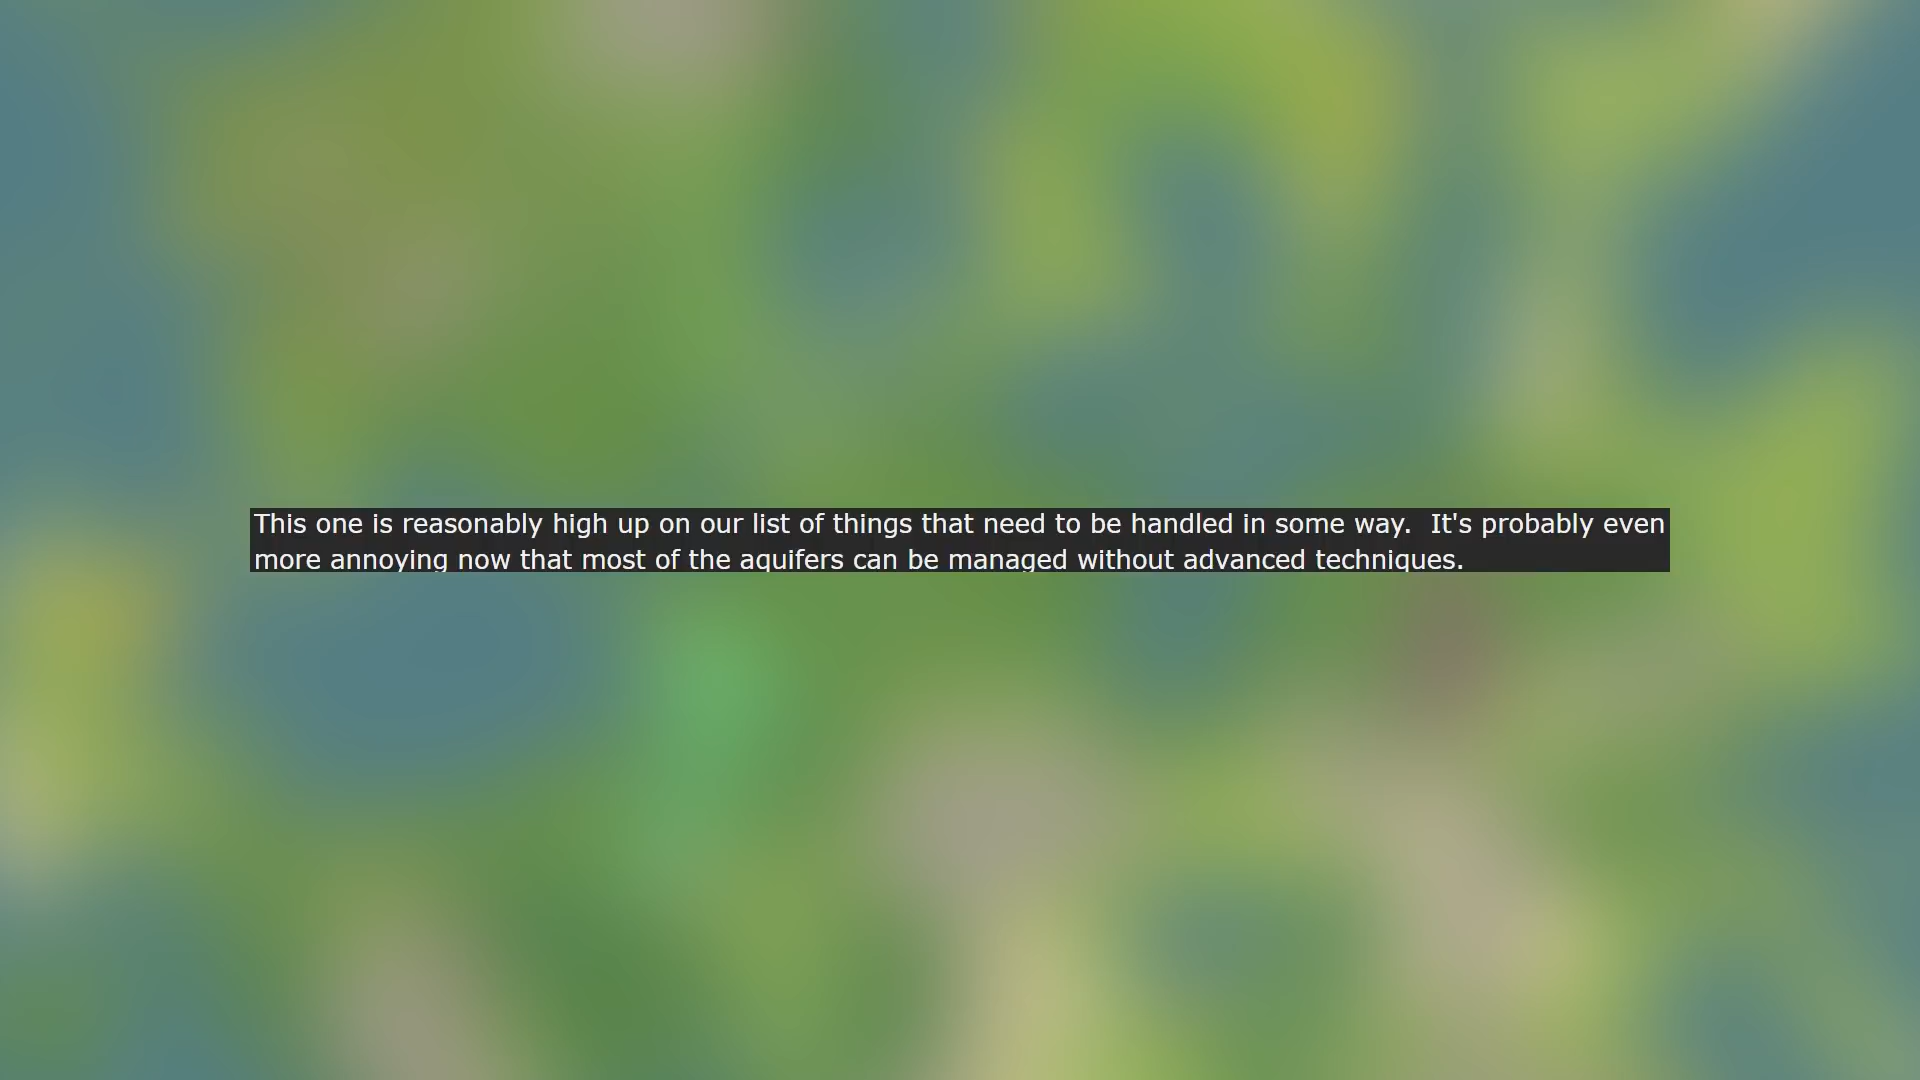 This one is reasonably high up on our list of things that need to be handled in some way.  It's probably even
more annoying now that most of the aquifers can be managed without advanced techniques.